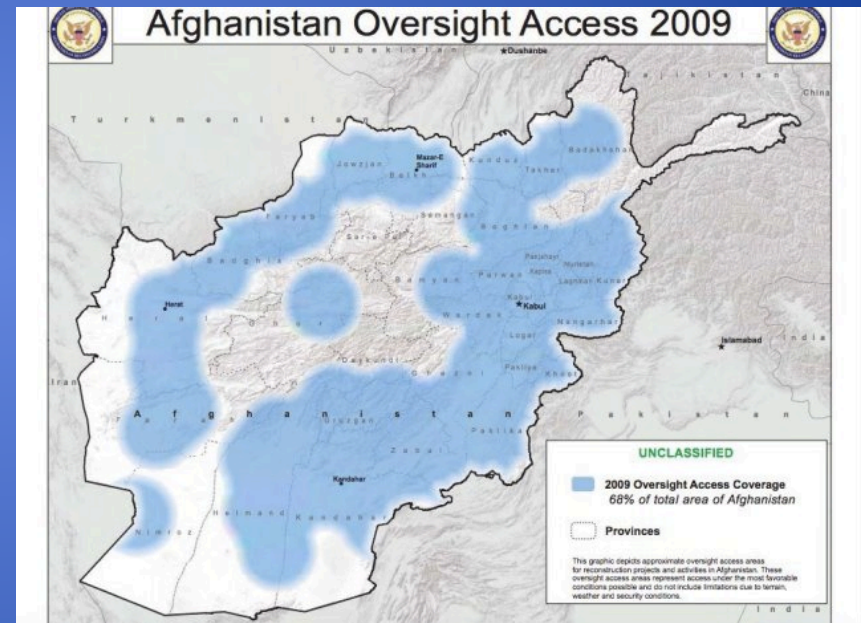 Afghanistan Oversight Access 2009
Uzbekistan
Dushanbe
Tajikistan
China
Turkmenistan
Mazar-E
Sharif
Jowzjan
Balkh
Kunduz
Takhar
Badakhshan
Faryab
Samangan
Sar-e Pul
Baghlan
Badghis
Panjshayr
Nuristan
Bamyan
Parwan
Kapisa
Laghman
Kunar
Herat
Kabul
Kabul
Herat
Ghor
Wardak
Nangarhar
Logar
India
Islamabad
Daykundi
Ghazni
Paktya
Khost
Iran
Farah
Afghanistan
Uruzgan
Pakistan
Paktika
Zabul
Kandahar
Helmand
Kandahar
Nimroz
UNCLASSIFIED
2009 Oversight Access Coverage
68% of total area of Afghanistan
Provinces
This graphic depicts approximate oversight access areas
for reconstruction projects and activities in Afghanistan. These
oversight access areas represent access under the most favorable
conditions possible and do not include limitations due to terrain,
weather and security conditions.
India